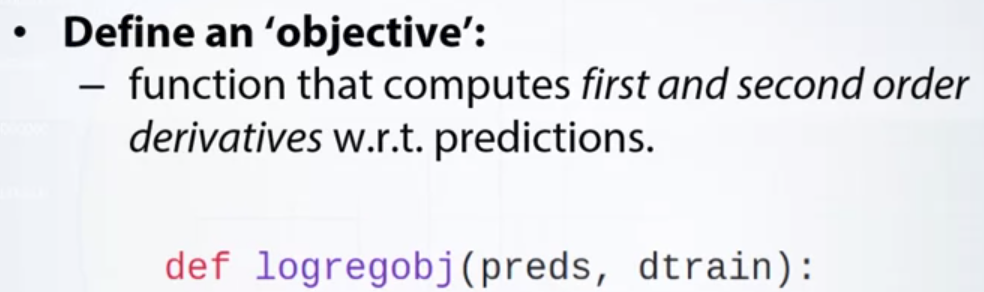 • Define an ‘objective’:
– function that computes first and second order
derivatives w.r.t. predictions.
def logregobj(preds, dtrain):